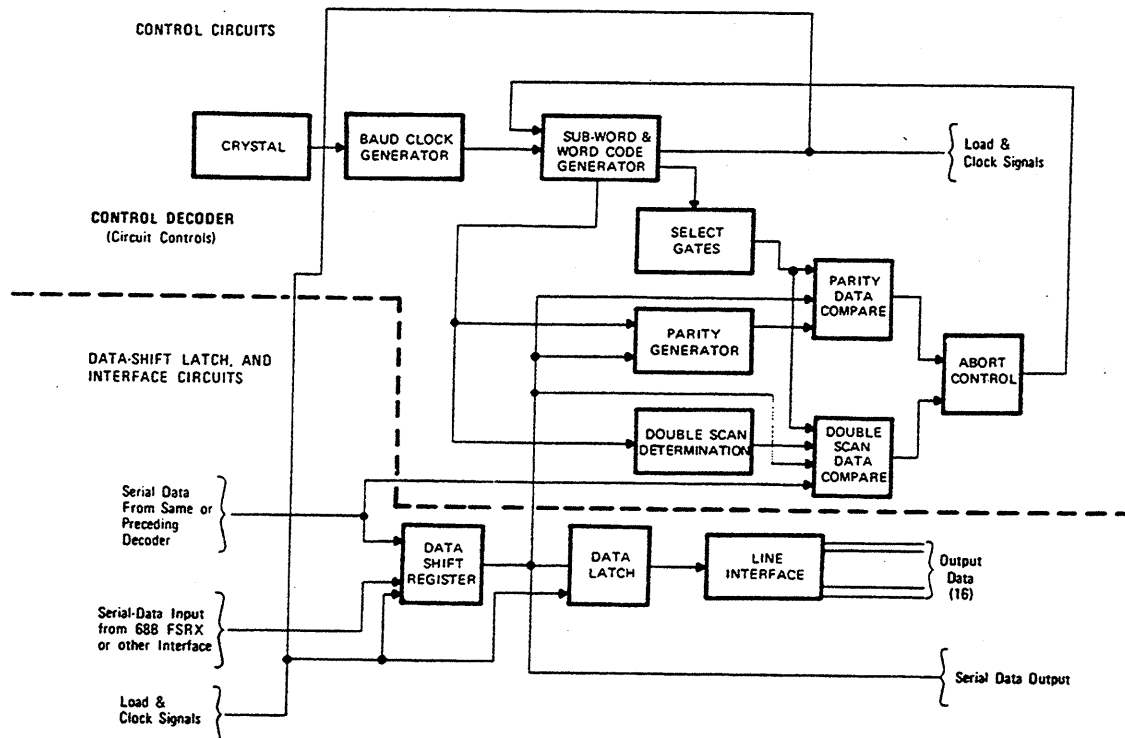 CONTROL CIRCUITS
CRYSTAL
BAUD CLOCK
GENERATOR
SUB-WORD &
WORD CODE
GENERATOR
Load &
Clock Signals
CONTROL DECODER
(Circuit Controls)
SELECT
GATES
PARITY
DATA
COMPARE
PARITY
GENERATOR
ABORT
CONTROL
DATA-SHIFT LATCH, AND
INTERFACE CIRCUITS
DOUBLE SCAN
DETERMINATION
DOUBLE
SCAN
DATA
COMPARE
Serial Data
From Same or
Preceding
Decoder
DATA
SHIFT
REGISTER
DATA
LATCH
LINE
INTERFACE
Output
Data
(16)
Serial-Data Input
from 68B FSRX
or other Interface
Serial Data Output
Load &
Clock Signals